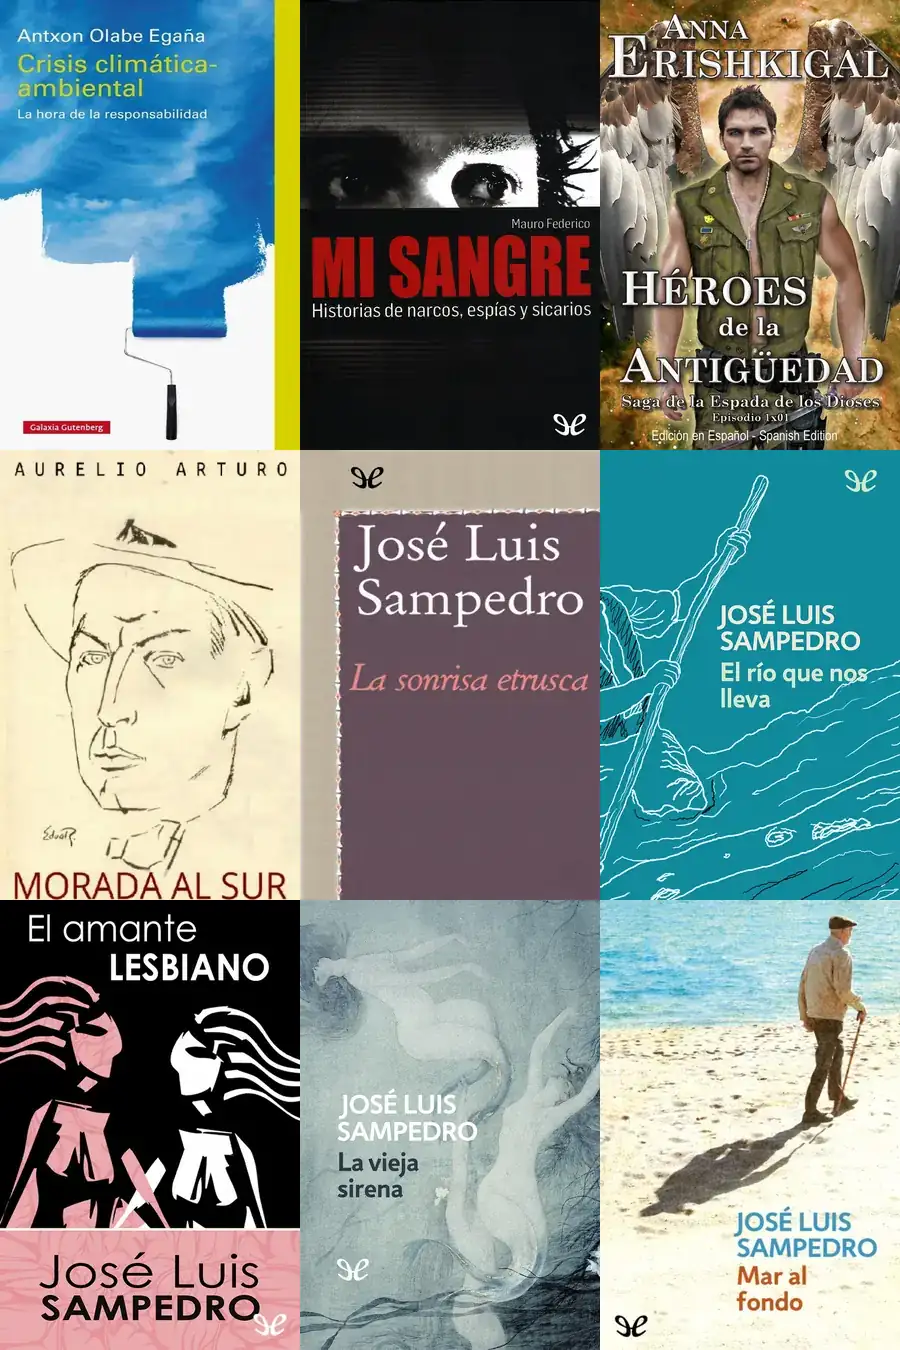 Antxon Olabe Egaña
Crisis climática-
ambiental
La hora de la responsabilidad
Galaxia Gutenberg
Mauro Federico
MI SANGRE
Historias de narcos, espías y sicarios
ANNA
ERISHKIGAL
HÉROES
de la
ANTIGÜEDAD
Saga de la Espada de los Dioses
Episodio 1x01
Edición en Español - Spanish Edition
AURELIO ARTURO
MORADA AL SUR
José Luis
Sampedro
La sonrisa etrusca
JOSÉ LUIS
SAMPEDRO
El río que nos
lleva
El amante
LESBIANO
José Luis
SAMPEDRO
JOSÉ LUIS
SAMPEDRO
La vieja
sirena
JOSÉ LUIS
SAMPEDRO
Mar al
fondo